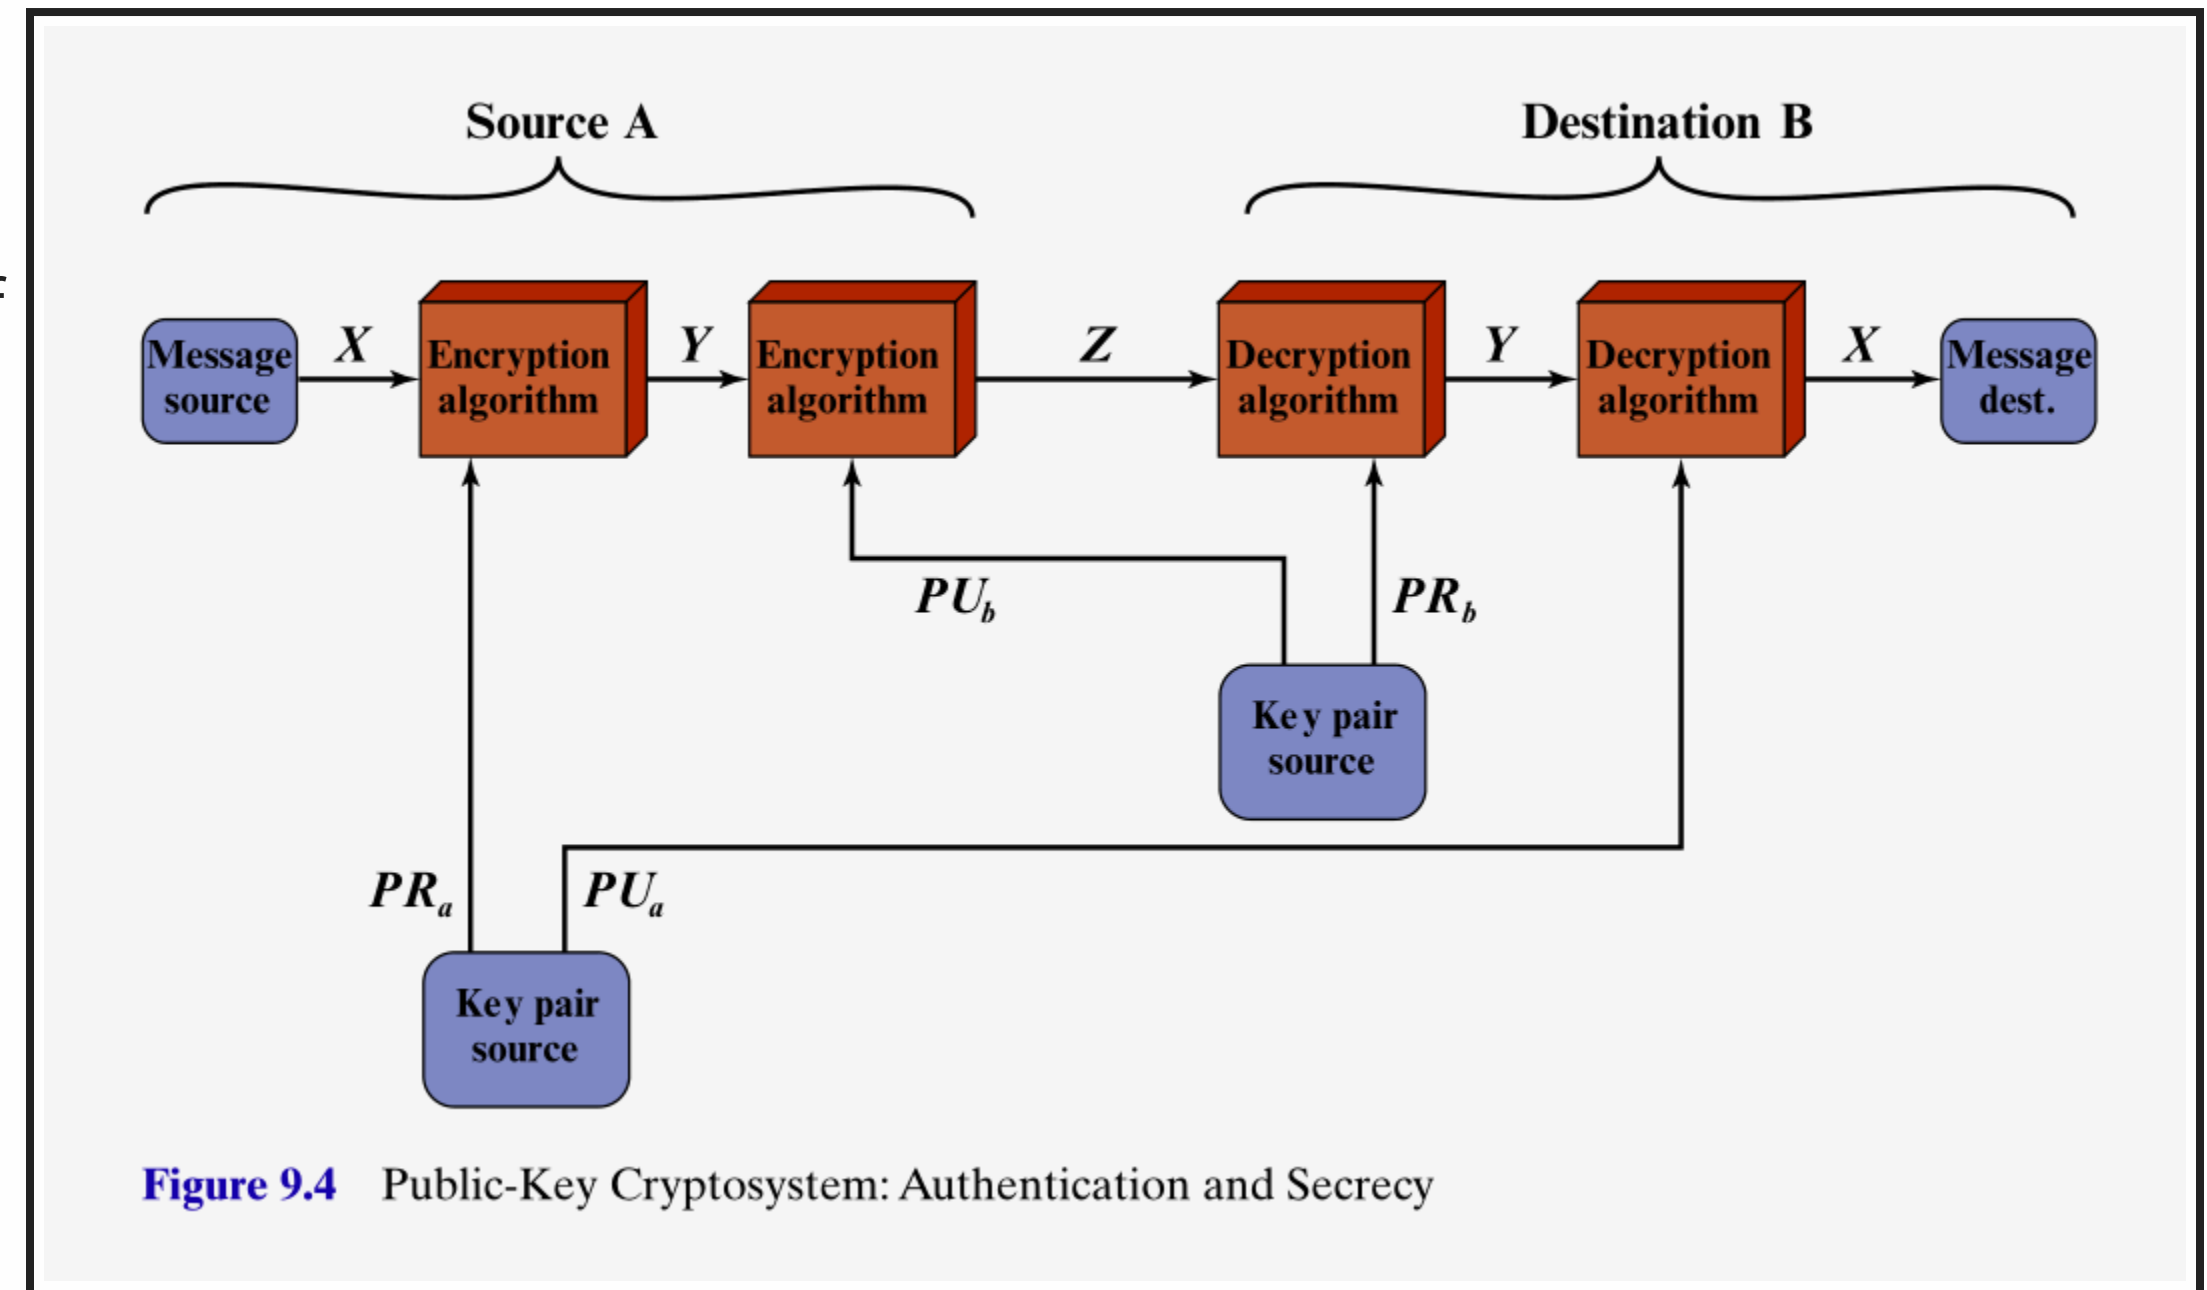 Source A
Destination B
Message
source
X
Encryption
algorithm
Y
Encryption
algorithm
Z
Decryption
algorithm
Y
Decryption
algorithm
X
Message
dest.
PUb
PRb
Key pair
source
PRa
PUa
Key pair
source
Figure 9.4 Public-Key Cryptosystem: Authentication and Secrecy